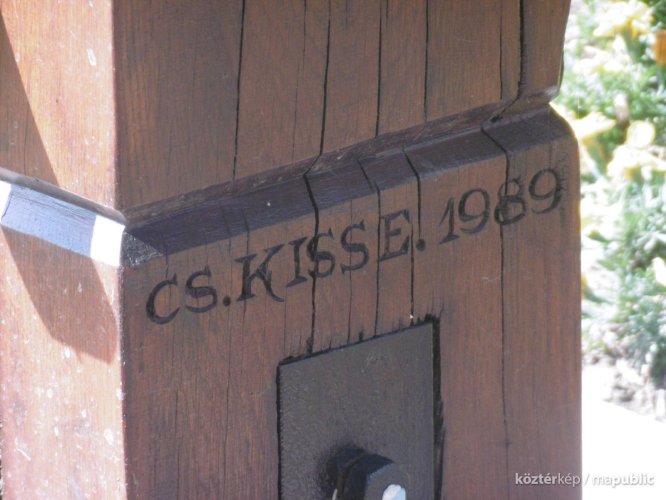 CS. KISS E. 1989
köztérkép / mapublic